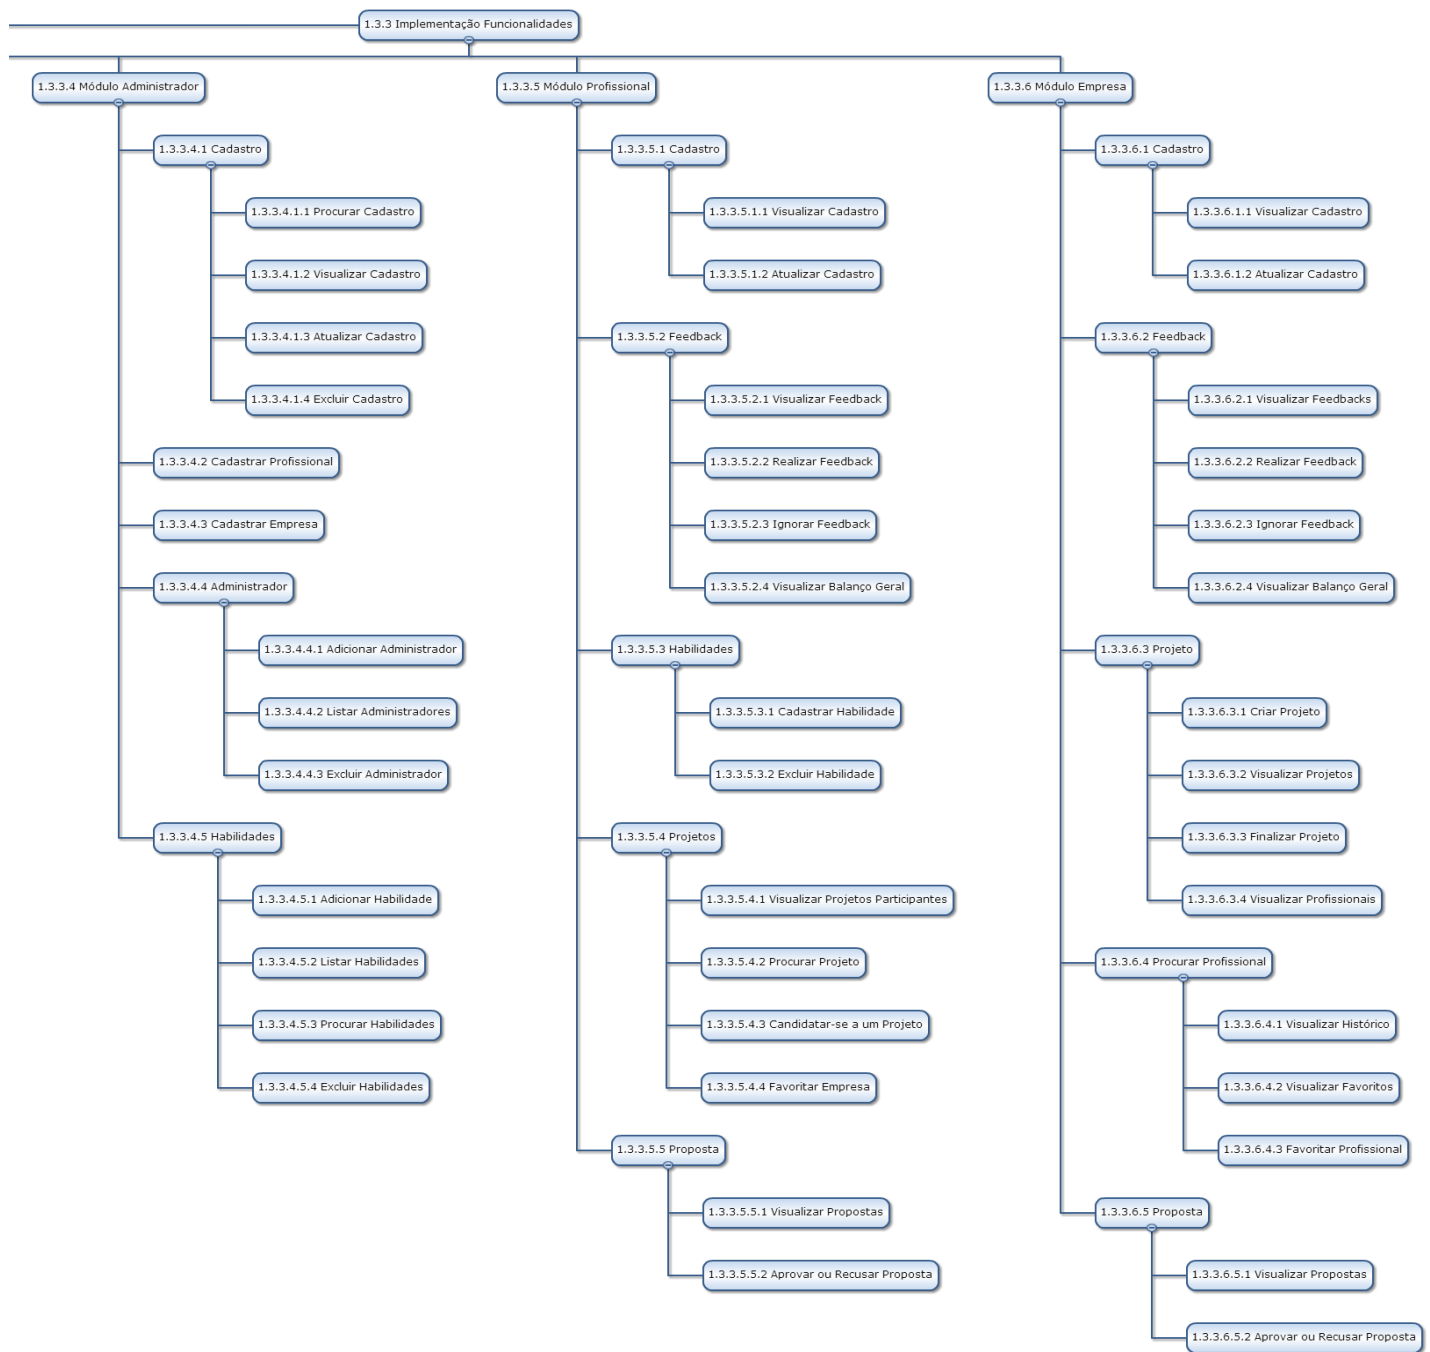 1.3.3 Implementação Funcionalidades
1.3.3.4 Módulo Administrador
1.3.3.4.1 Cadastro
1.3.3.4.1.1 Procurar Cadastro
1.3.3.4.1.2 Visualizar Cadastro
1.3.3.4.1.3 Atualizar Cadastro
1.3.3.4.1.4 Excluir Cadastro
1.3.3.4.2 Cadastrar Profissional
1.3.3.4.3 Cadastrar Empresa
1.3.3.4.4 Administrador
1.3.3.4.4.1 Adicionar Administrador
1.3.3.4.4.2 Listar Administradores
1.3.3.4.4.3 Excluir Administrador
1.3.3.4.5 Habilidades
1.3.3.4.5.1 Adicionar Habilidade
1.3.3.4.5.2 Listar Habilidades
1.3.3.4.5.3 Procurar Habilidades
1.3.3.4.5.4 Excluir Habilidades
1.3.3.5 Módulo Profissional
1.3.3.5.1 Cadastro
1.3.3.5.1.1 Visualizar Cadastro
1.3.3.5.1.2 Atualizar Cadastro
1.3.3.5.2 Feedback
1.3.3.5.2.1 Visualizar Feedback
1.3.3.5.2.2 Realizar Feedback
1.3.3.5.2.3 Ignorar Feedback
1.3.3.5.2.4 Visualizar Balanço Geral
1.3.3.5.3 Habilidades
1.3.3.5.3.1 Cadastrar Habilidade
1.3.3.5.3.2 Excluir Habilidade
1.3.3.5.4 Projetos
1.3.3.5.4.1 Visualizar Projetos Participantes
1.3.3.5.4.2 Procurar Projeto
1.3.3.5.4.3 Candidatar-se a um Projeto
1.3.3.5.4.4 Favoritar Empresa
1.3.3.5.5 Proposta
1.3.3.5.5.1 Visualizar Propostas
1.3.3.5.5.2 Aprovar ou Recusar Proposta
1.3.3.6 Módulo Empresa
1.3.3.6.1 Cadastro
1.3.3.6.1.1 Visualizar Cadastro
1.3.3.6.1.2 Atualizar Cadastro
1.3.3.6.2 Feedback
1.3.3.6.2.1 Visualizar Feedbacks
1.3.3.6.2.2 Realizar Feedback
1.3.3.6.2.3 Ignorar Feedback
1.3.3.6.2.4 Visualizar Balanço Geral
1.3.3.6.3 Projeto
1.3.3.6.3.1 Criar Projeto
1.3.3.6.3.2 Visualizar Projetos
1.3.3.6.3.3 Finalizar Projeto
1.3.3.6.3.4 Visualizar Profissionais
1.3.3.6.4 Procurar Profissional
1.3.3.6.4.1 Visualizar Histórico
1.3.3.6.4.2 Visualizar Favoritos
1.3.3.6.4.3 Favoritar Profissional
1.3.3.6.5 Proposta
1.3.3.6.5.1 Visualizar Propostas
1.3.3.6.5.2 Aprovar ou Recusar Proposta